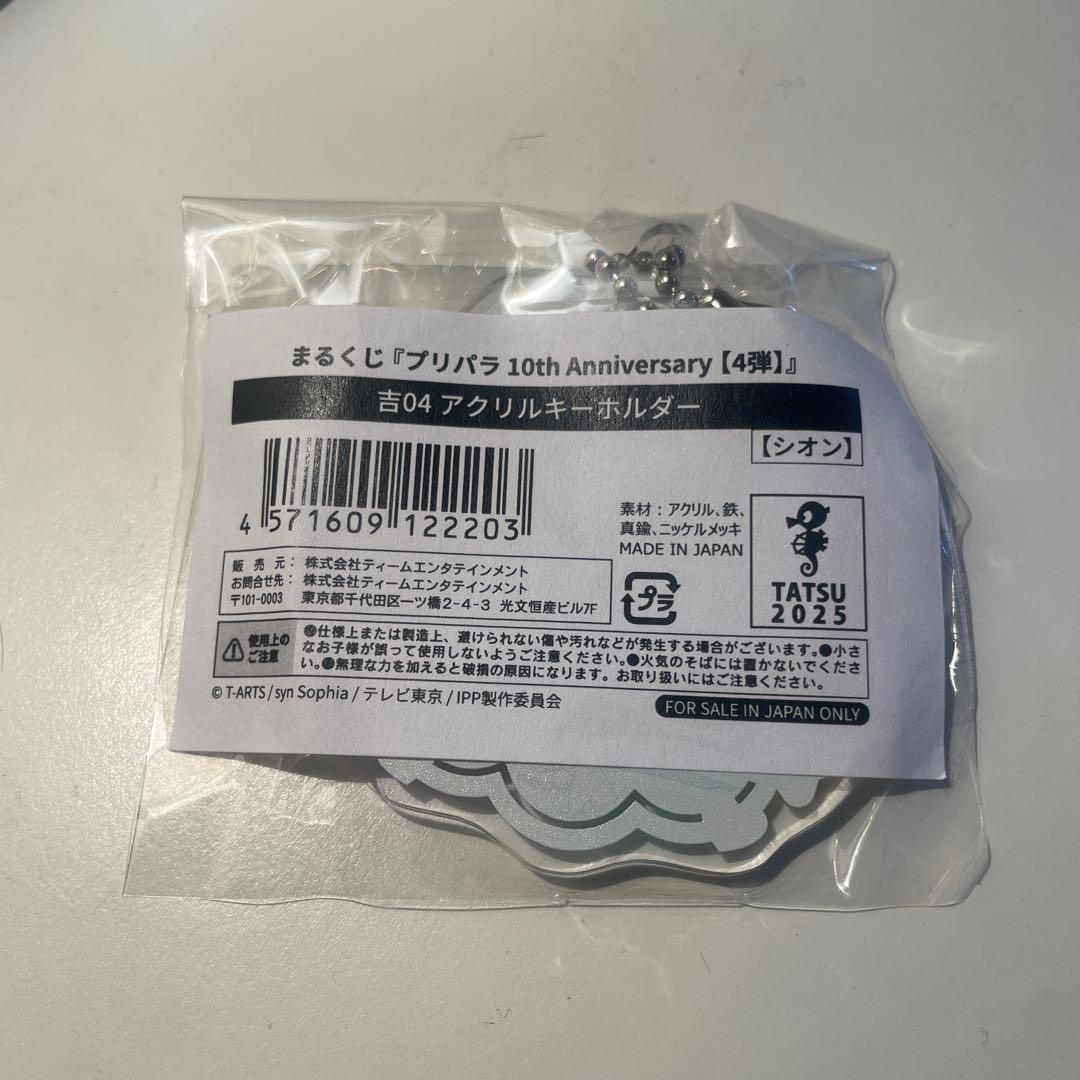 まるくじ『プリパラ 10th Anniversary【4弾】』
吉04 アクリルキーホルダー
【シオン】
4 571609 122203
素材：アクリル、鉄、
真鍮、ニッケルメッキ
MADE IN JAPAN
プラ
TATSU
2025
販売元： 株式会社ティームエンタテインメント
お問合せ先： 株式会社ティームエンタテインメント
〒101-0003 東京都千代田区一ツ橋2-4-3 光文恒産ビル7F
使用上の
ご注意
●仕様上または製造上、避けられない傷や汚れなどが発生する場合がございます。●小さ
なお子様が誤って使用しないようご注意ください。●火気のそばには置かないでくださ
い。●無理な力を加えると破損の原因になります。お取り扱いにはご注意ください。
© T-ARTS / syn Sophia / テレビ東京 / IPP製作委員会
FOR SALE IN JAPAN ONLY